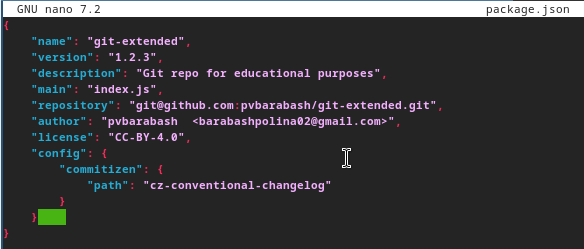 GNU nano 7.2 package.json
{
    "name": "git-extended",
    "version": "1.2.3",
    "description": "Git repo for educational purposes",
    "main": "index.js",
    "repository": "git@github.com:pvbarabash/git-extended.git",
    "author": "pvbarabash  <barabashpolina02@gmail.com>",
    "license": "CC-BY-4.0",
    "config": {
        "commitizen": {
            "path": "cz-conventional-changelog"
        }
    }
}